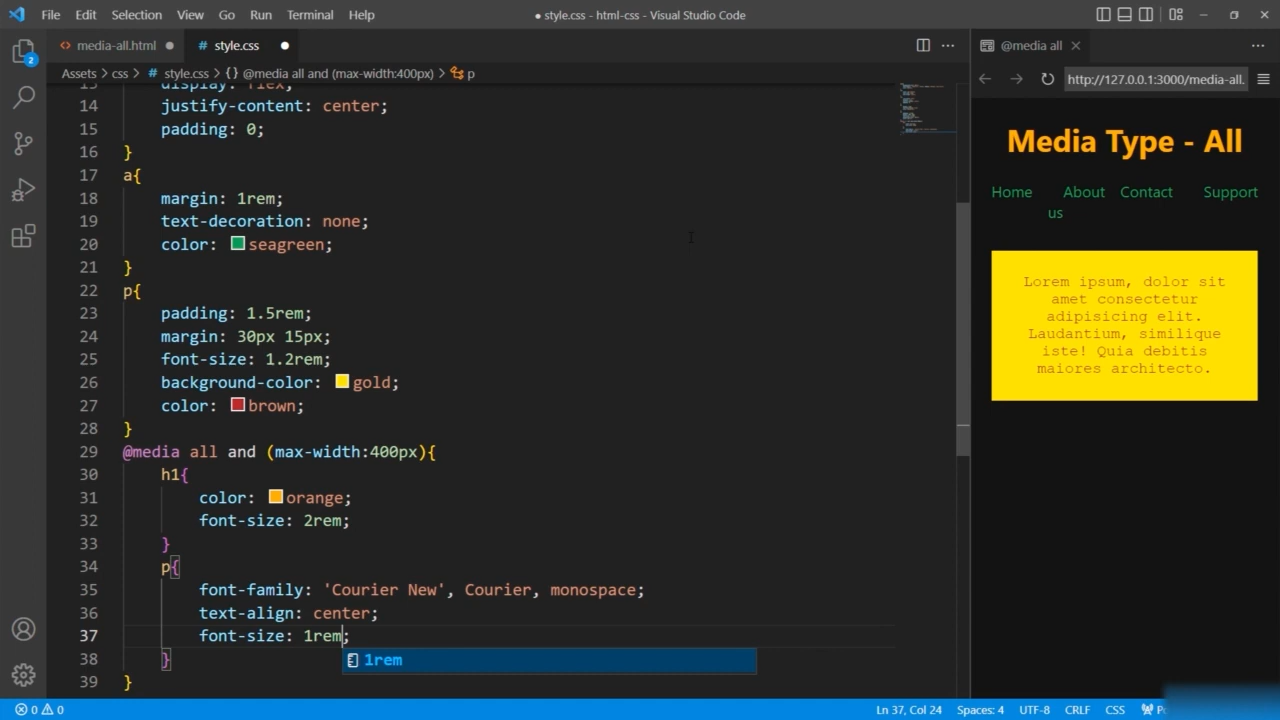 File Edit Selection View Go Run Terminal Help
● style.css - html-css - Visual Studio Code
<> media-all.html ●
# style.css ●
@media all ×
Assets > css > # style.css > {} @media all and (max-width:400px) > p
http://127.0.0.1:3000/media-all.
2
display: flex;
14 justify-content: center;
15 padding: 0;
16 }
17 a{
18 margin: 1rem;
19 text-decoration: none;
20 color: seagreen;
21 }
22 p{
23 padding: 1.5rem;
24 margin: 30px 15px;
25 font-size: 1.2rem;
26 background-color: gold;
27 color: brown;
28 }
29 @media all and (max-width:400px){
30 h1{
31 color: orange;
32 font-size: 2rem;
33 }
34 p{
35 font-family: 'Courier New', Courier, monospace;
36 text-align: center;
37 font-size: 1rem;
38 }
1rem
39 }
Media Type - All
Home About Contact Support
us
Lorem ipsum, dolor sit
amet consectetur
adipisicing elit.
Laudantium, similique
iste! Quia debitis
maiores architecto.
0 0
Ln 37, Col 24 Spaces: 4 UTF-8 CRLF CSS